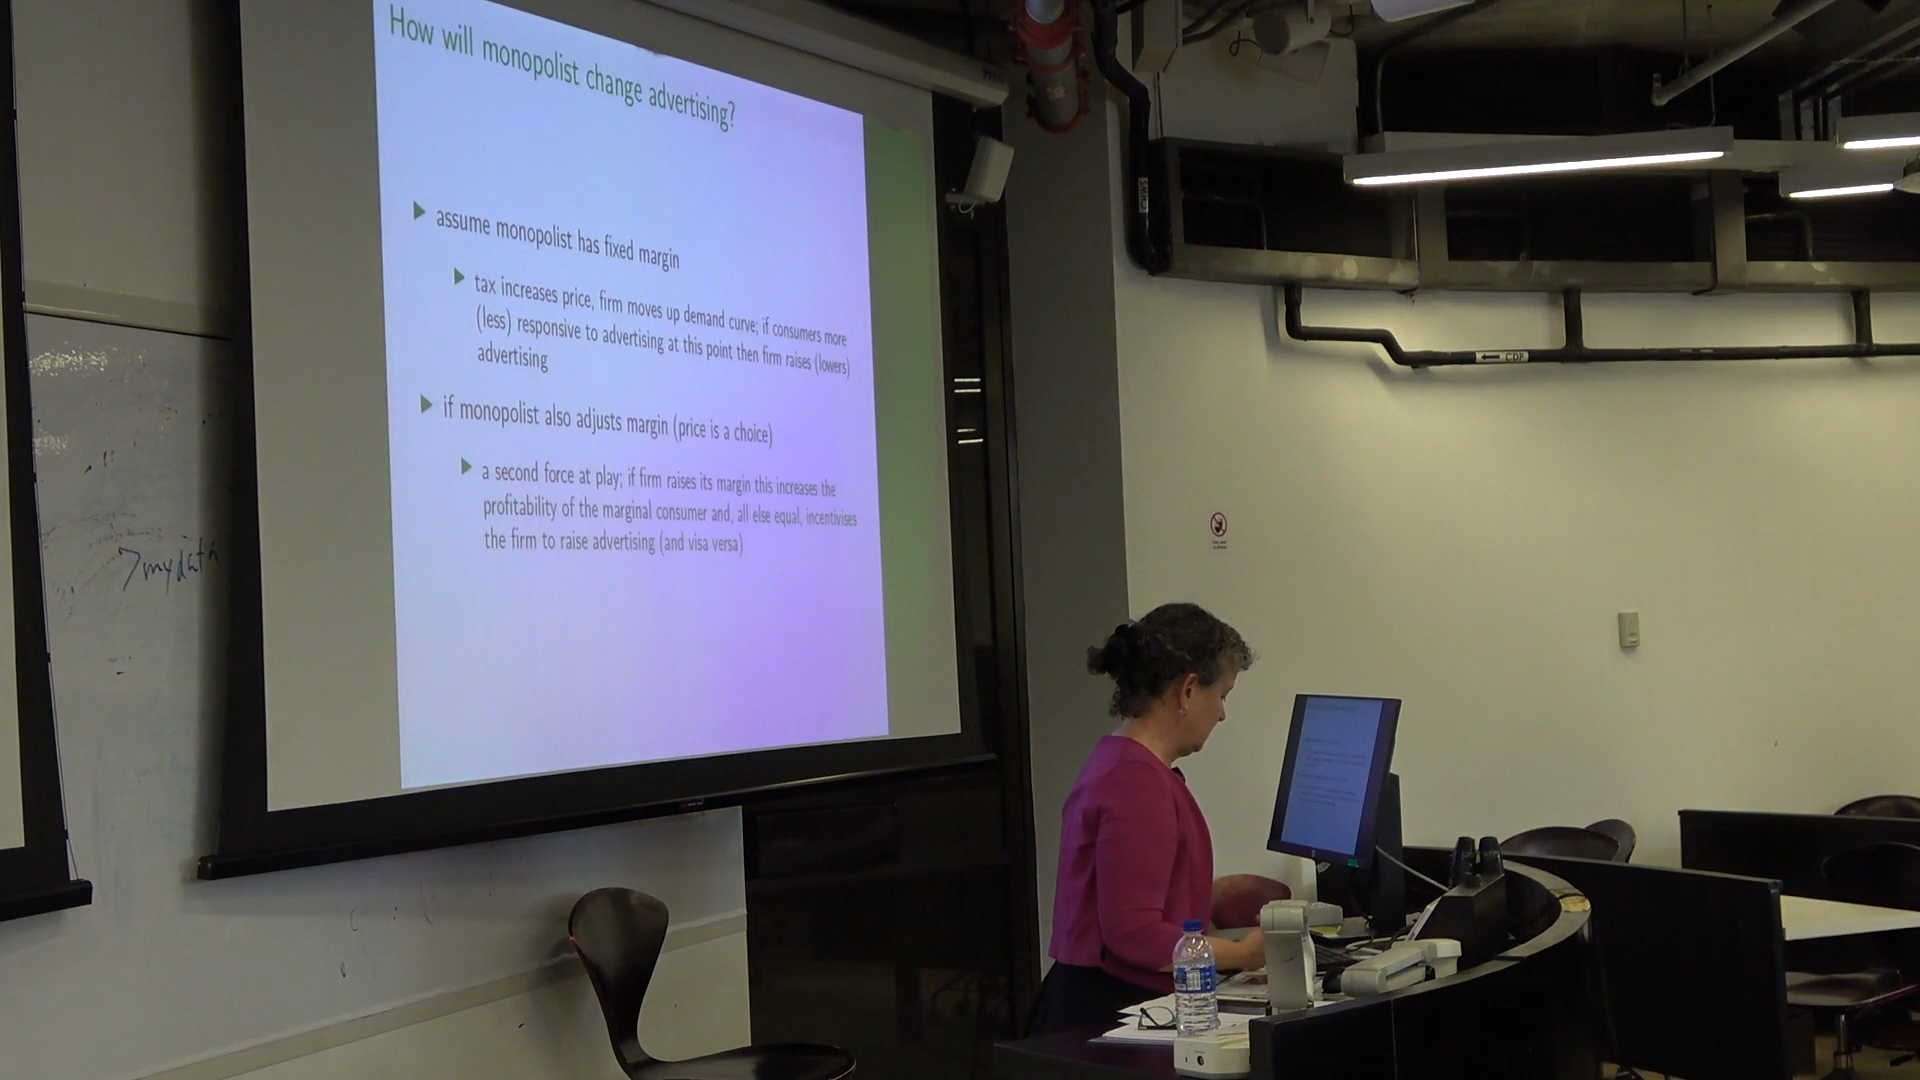 How will monopolist change advertising?
assume monopolist has fixed margin
tax increases price, firm moves up demand curve; if consumers more
(less) responsive to advertising at this point then firm raises (lowers)
advertising
if monopolist also adjusts margin (price is a choice)
a second force at play; if firm raises its margin this increases the
profitability of the marginal consumer and, all else equal, incentivises
the firm to raise advertising (and visa versa)
>mydata
CHWS
CDP